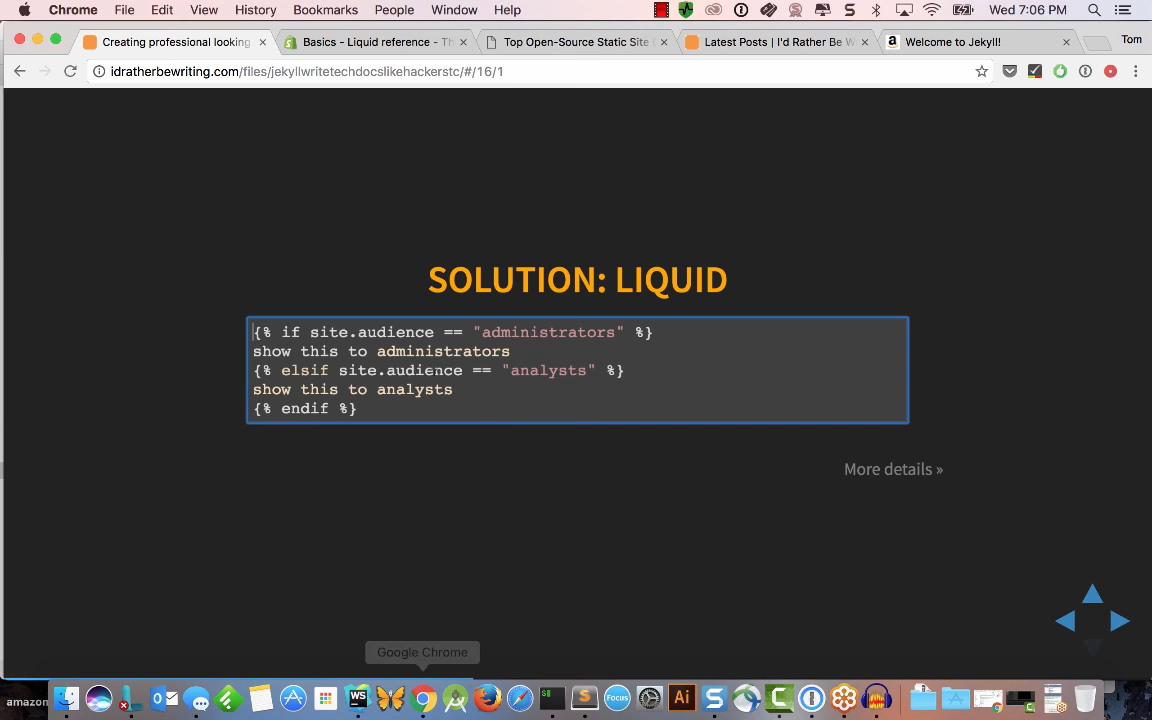 Chrome File Edit View History Bookmarks People Window Help Wed 7:06 PM
Creating professional looking Basics - Liquid reference - Th Top Open-Source Static Site Latest Posts | I'd Rather Be W Welcome to Jekyll! Tom
idratherbewriting.com/files/jekyllwritetechdocslikehackerstc/#/16/1
SOLUTION: LIQUID
{% if site.audience == "administrators" %}
show this to administrators
{% elsif site.audience == "analysts" %}
show this to analysts
{% endif %}
More details »
Google Chrome
amazon
WS
Focus
Ai